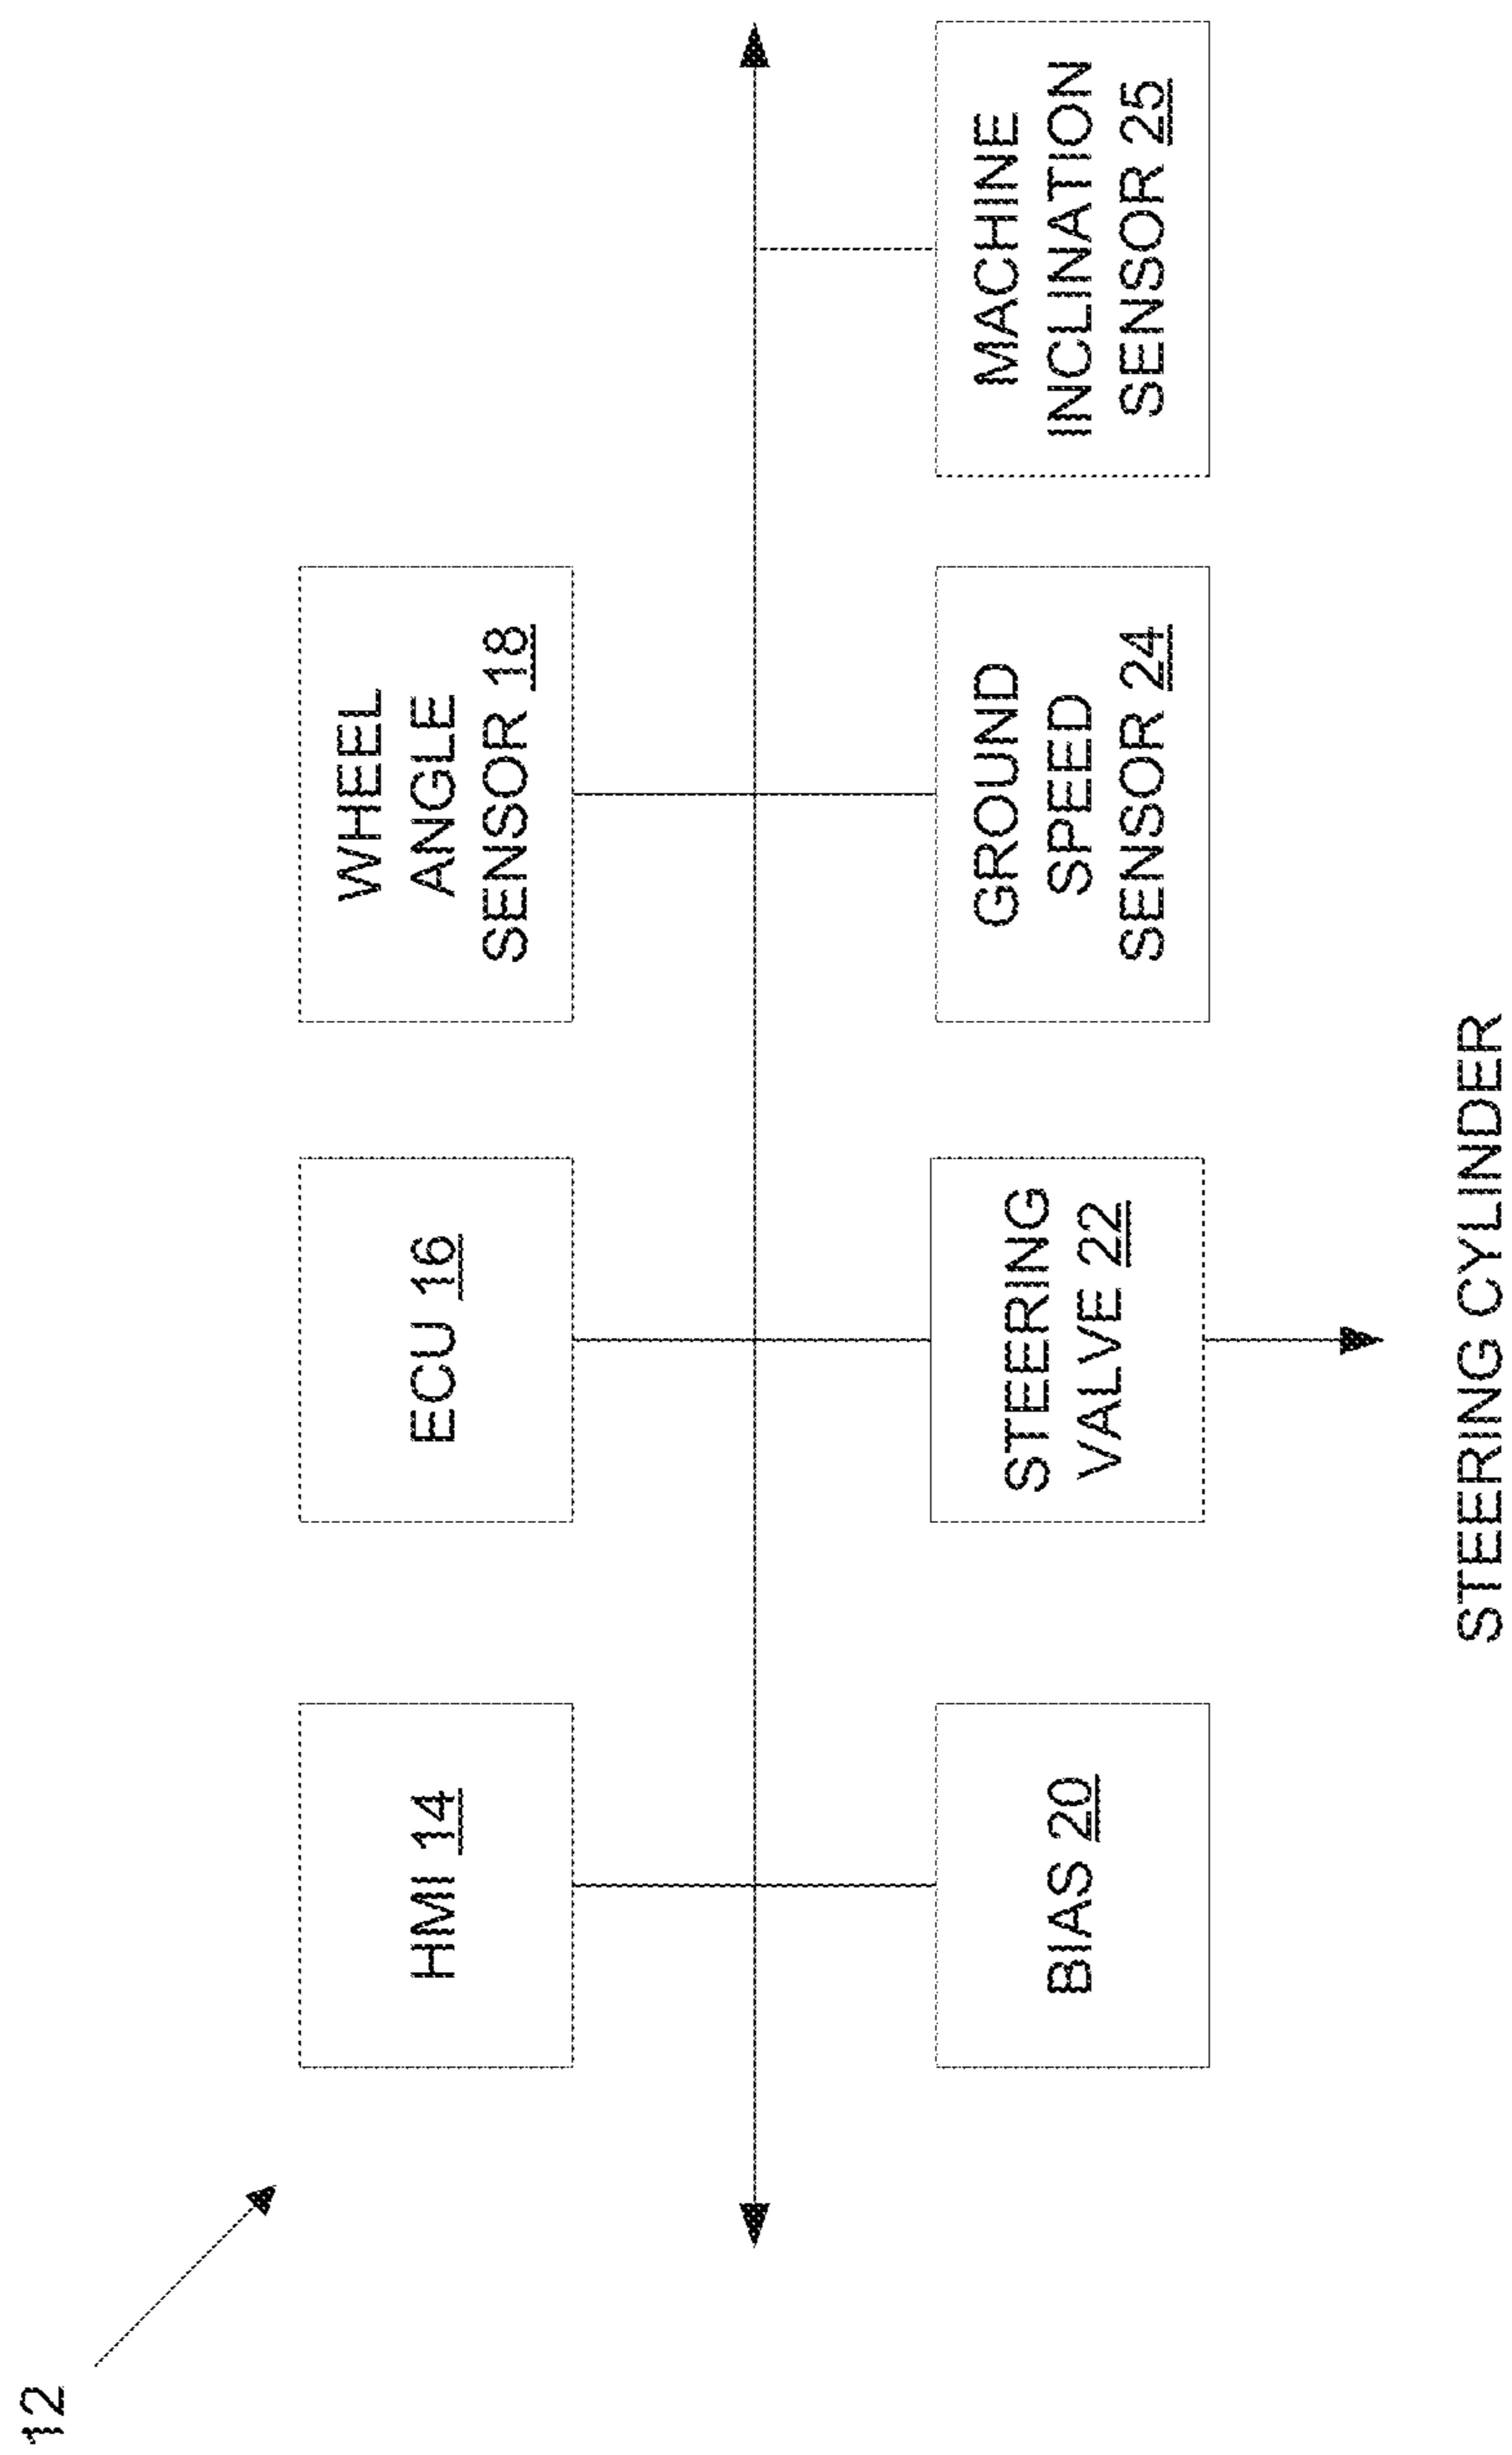 12
HMI 14
ECU 16
WHEEL
ANGLE
SENSOR 18
BIAS 20
STEERING
VALVE 22
GROUND
SPEED
SENSOR 24
MACHINE
INCLINATION
SENSOR 25
STEERING CYLINDER